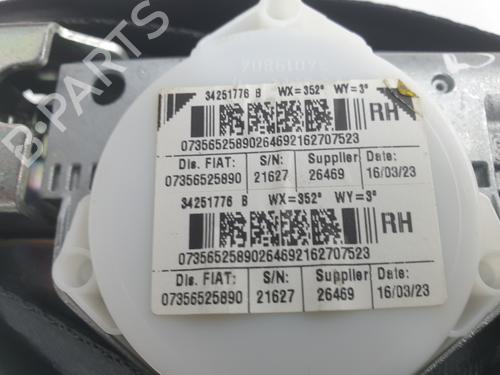 34251776 B WX=352° WY=3°
RH
07356525890264692162707523
Dis. FIAT: S/N: Supplier Date:
07356525890 21627 26469 16/03/23
34251776 B WX=352° WY=3°
RH
07356525890264692162707523
Dis. FIAT: S/N: Supplier Date:
07356525890 21627 26469 16/03/23
B-PARTS